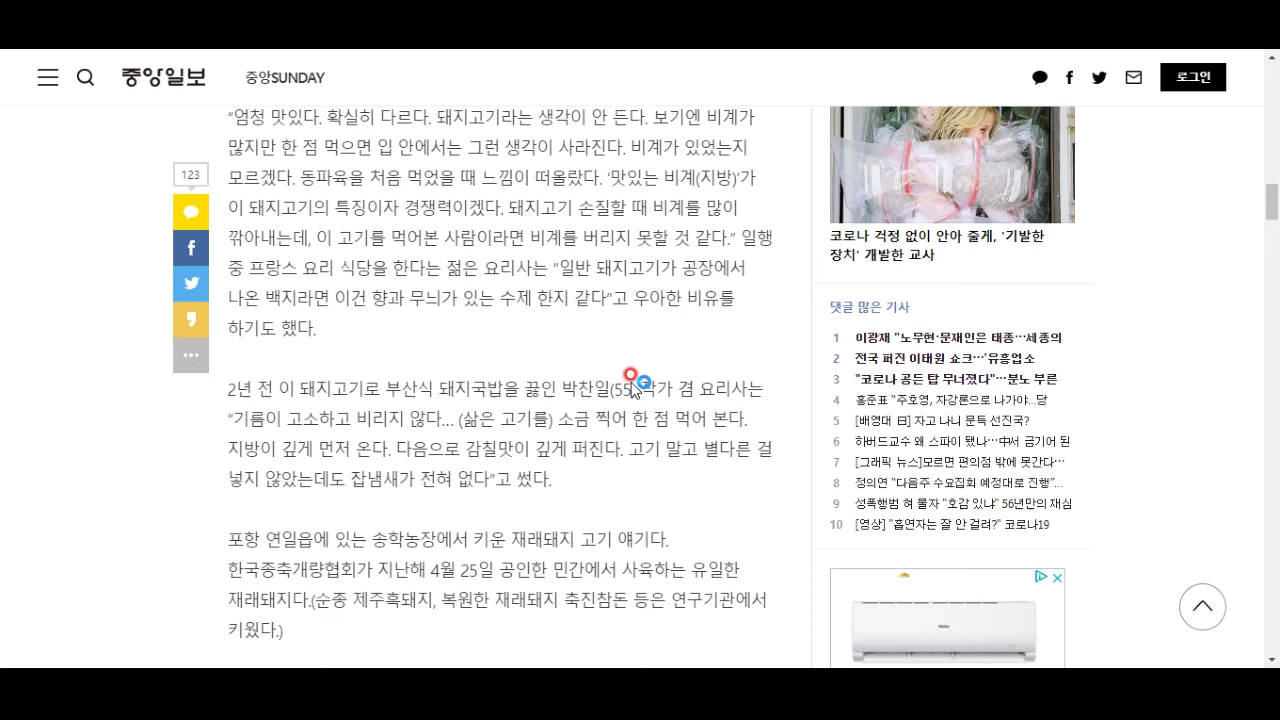 중앙일보
중앙SUNDAY
로그인
123
“엄청 맛있다. 확실히 다르다. 돼지고기라는 생각이 안 든다. 보기엔 비계가
많지만 한 점 먹으면 입 안에서는 그런 생각이 사라진다. 비계가 있었는지
모르겠다. 동파육을 처음 먹었을 때 느낌이 떠올랐다. ‘맛있는 비계(지방)’가
이 돼지고기의 특징이자 경쟁력이겠다. 돼지고기 손질할 때 비계를 많이
깎아내는데, 이 고기를 먹어본 사람이라면 비계를 버리지 못할 것 같다.” 일행
중 프랑스 요리 식당을 한다는 젊은 요리사는 “일반 돼지고기가 공장에서
나온 백지라면 이건 향과 무늬가 있는 수제 한지 같다”고 우아한 비유를
하기도 했다.
2년 전 이 돼지고기로 부산식 돼지국밥을 끓인 박찬일(55) 작가 겸 요리사는
“기름이 고소하고 비리지 않다… (삶은 고기를) 소금 찍어 한 점 먹어 본다.
지방이 깊게 먼저 온다. 다음으로 감칠맛이 깊게 퍼진다. 고기 말고 별다른 걸
넣지 않았는데도 잡냄새가 전혀 없다”고 썼다.
포항 연일읍에 있는 송학농장에서 키운 재래돼지 고기 얘기다.
한국종축개량협회가 지난해 4월 25일 공인한 민간에서 사육하는 유일한
재래돼지다.(순종 제주흑돼지, 복원한 재래돼지 축진참돈 등은 연구기관에서
키웠다.)
코로나 걱정 없이 안아 줄게, '기발한
장치' 개발한 교사
댓글 많은 기사
1 이광재 "노무현·문재인은 태종…세종의
2 전국 퍼진 이태원 쇼크…'유흥업소
3 "코로나 공든 탑 무너졌다"…분노 부른
4 홍준표 “주호영, 자강론으로 나가야…당
5 [배영대 曰] 자고 나니 문득 선진국?
6 하버드교수 왜 스파이 됐나…中서 금기어 된
7 [그래픽 뉴스]모르면 편의점 밖에 못간다…
8 정의연 “다음주 수요집회 예정대로 진행”…
9 성폭행범 혀 물자 "호감 있냐" 56년만의 재심
10 [영상] "흡연자는 잘 안 걸려?" 코로나19
Haier